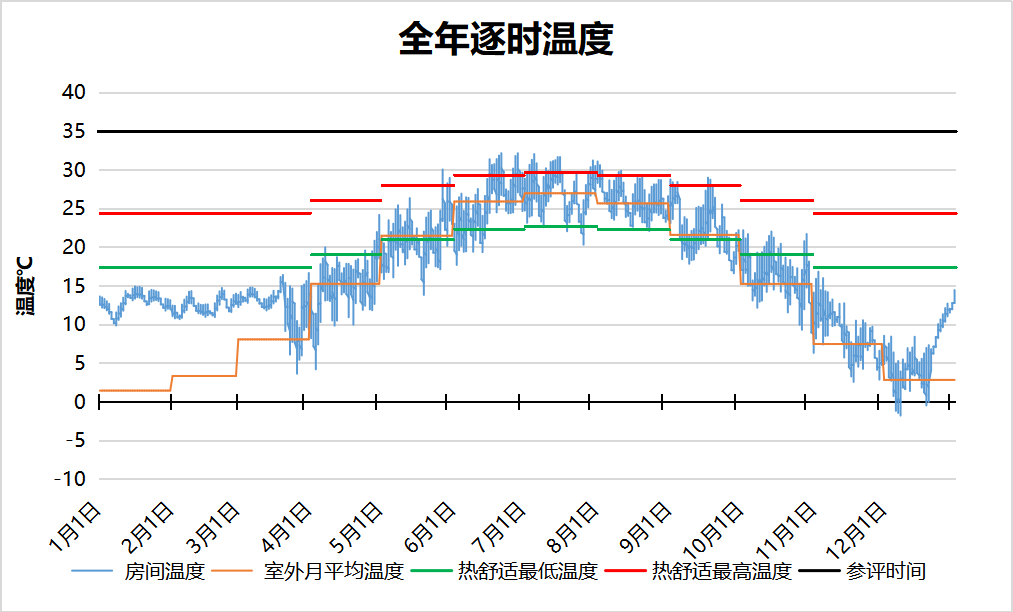 全年逐时温度
40
35
30
25
20
15
10
5
0
-5
-10
温度℃
1月1日
2月1日
3月1日
4月1日
5月1日
6月1日
7月1日
8月1日
9月1日
10月1日
11月1日
12月1日
房间温度 室外月平均温度 热舒适最低温度 热舒适最高温度 参评时间